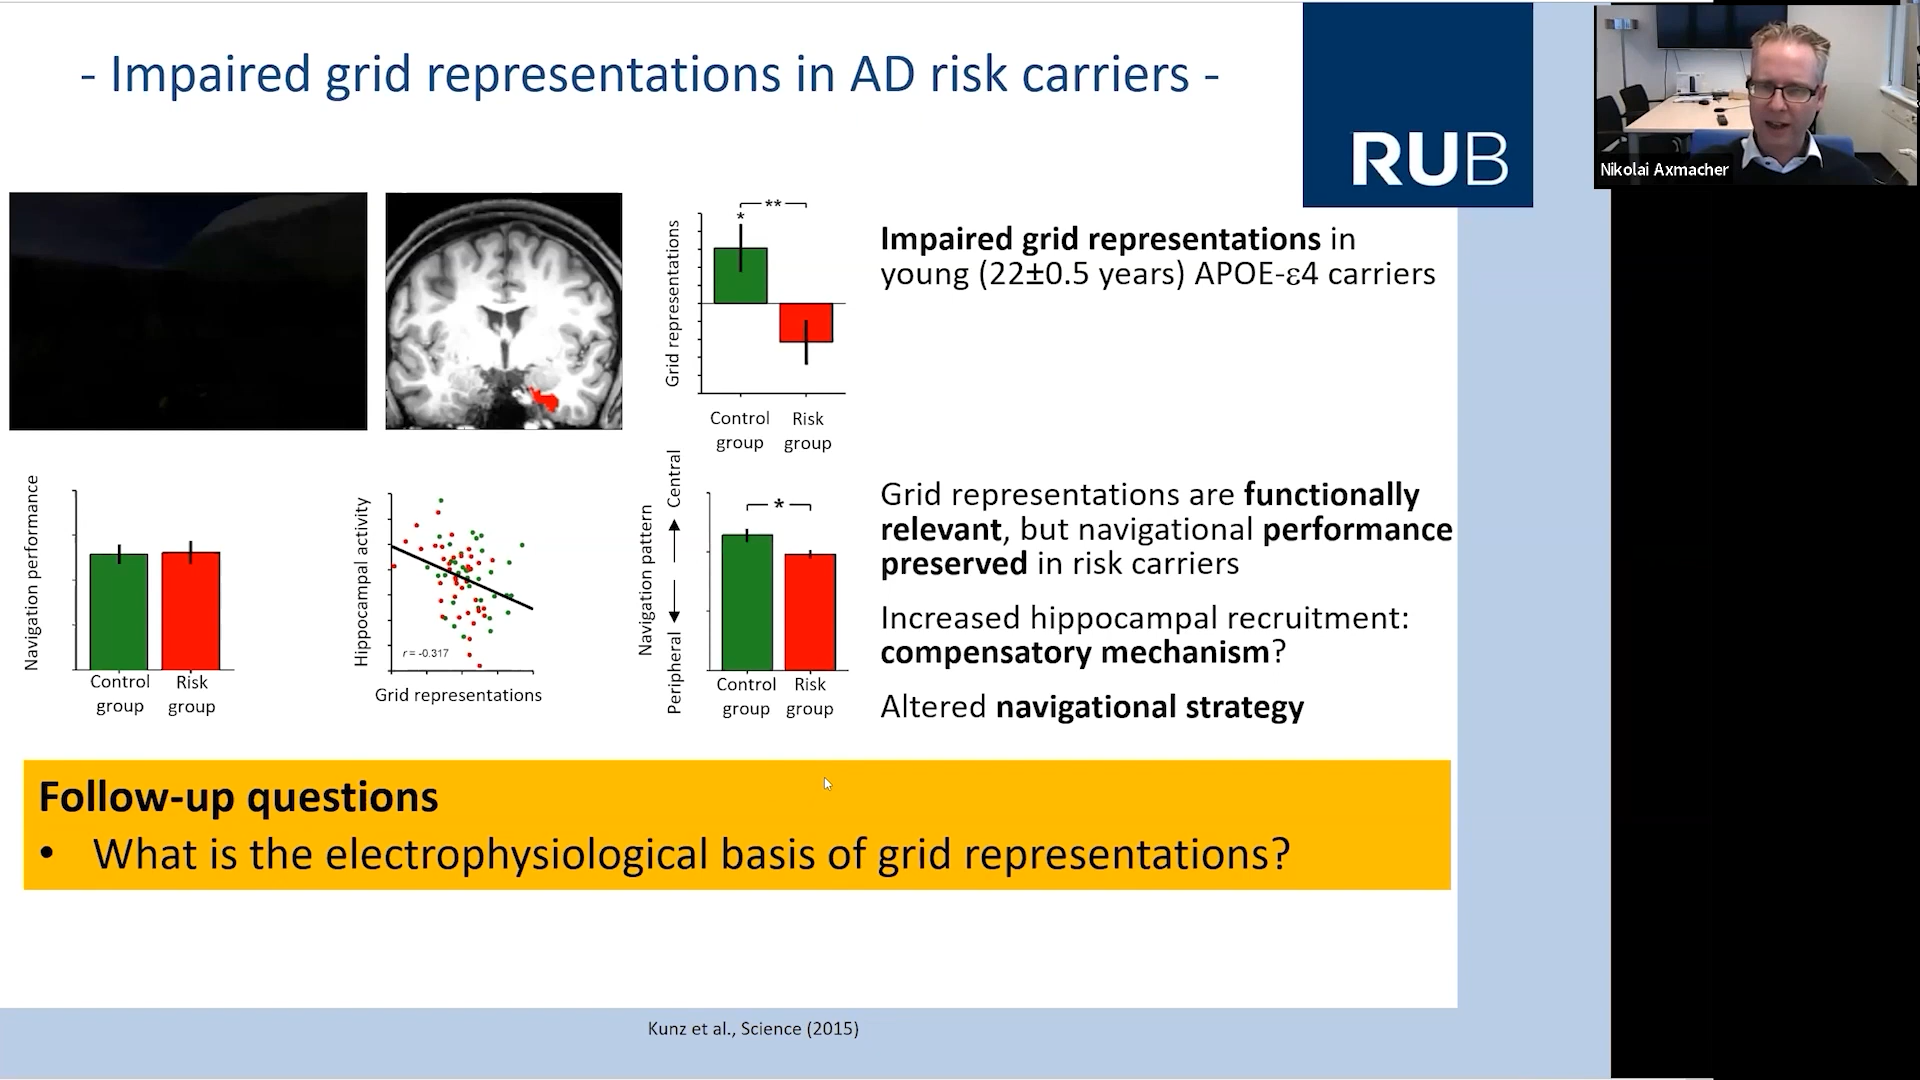 - Impaired grid representations in AD risk carriers -
RUB
Nikolai Axmacher
Grid representations
*
**
Control
group
Risk
group
Impaired grid representations in
young (22±0.5 years) APOE-ε4 carriers
Navigation performance
Control
group
Risk
group
Hippocampal activity
r = -0.317
Grid representations
Navigation pattern
Peripheral
Central
*
Control
group
Risk
group
Grid representations are functionally
relevant, but navigational performance
preserved in risk carriers
Increased hippocampal recruitment:
compensatory mechanism?
Altered navigational strategy
Follow-up questions
• What is the electrophysiological basis of grid representations?
Kunz et al., Science (2015)